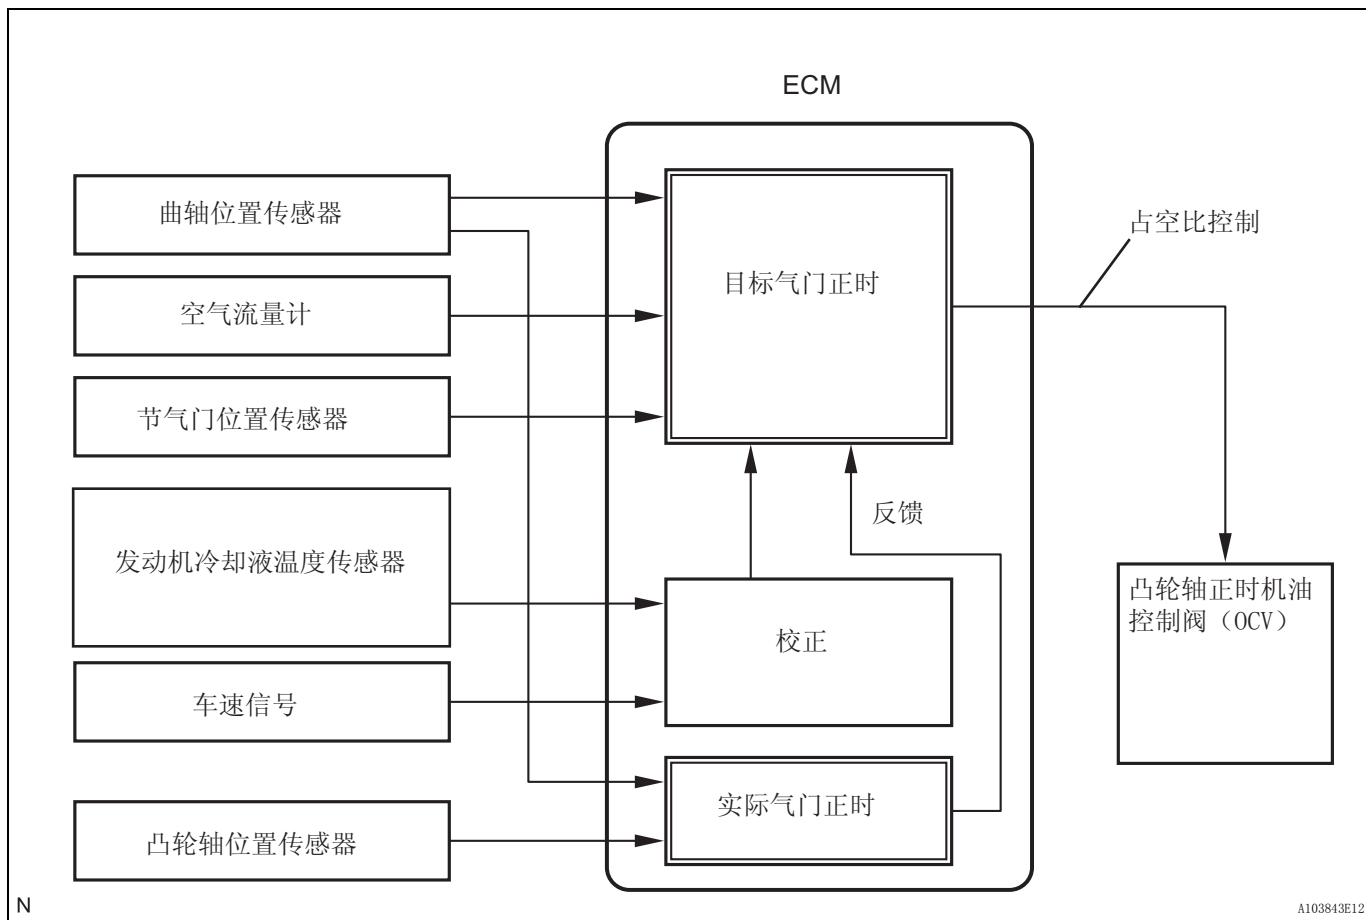 ECM
曲轴位置传感器
空气流量计
节气门位置传感器
发动机冷却液温度传感器
车速信号
凸轮轴位置传感器
目标气门正时
反馈
校正
实际气门正时
占空比控制
凸轮轴正时机油
控制阀（OCV）
N
A103843E12